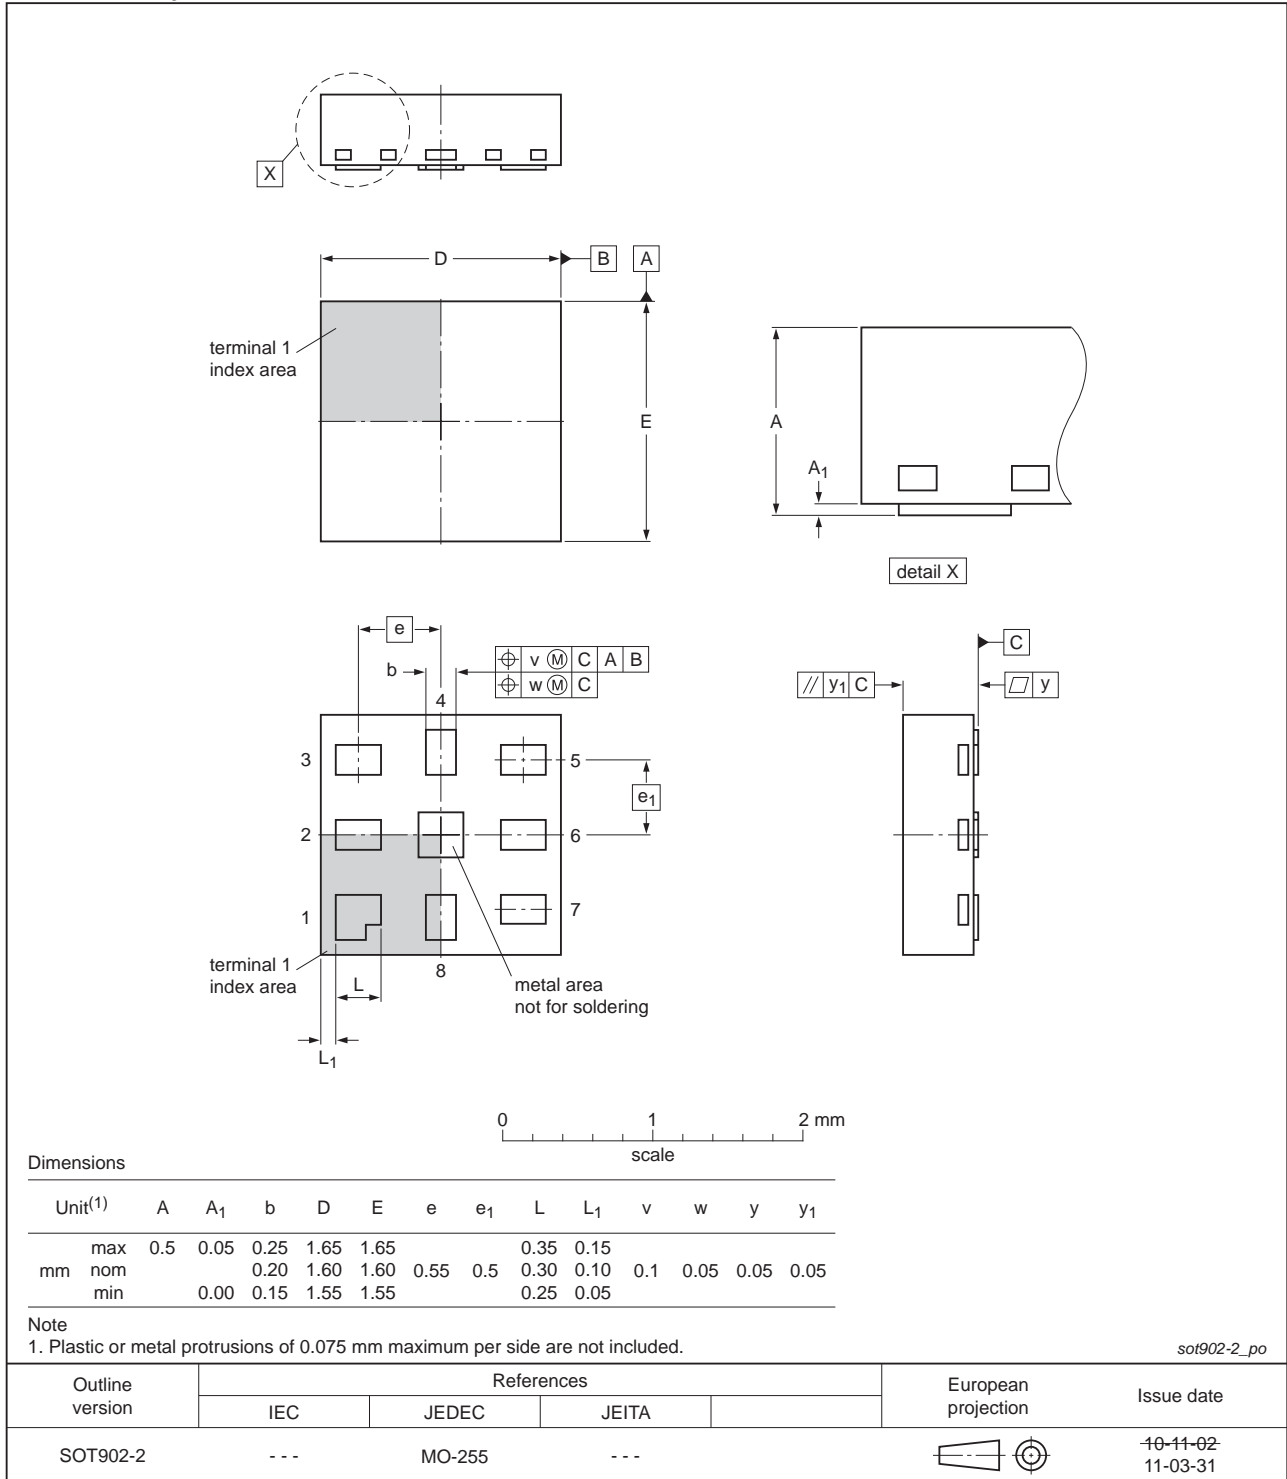 X
D
B
A
terminal 1
index area
E
A
A1
detail X
e
b
v M C A B
w M C
4
C
// y1 C
y
3
5
e1
2
6
1
7
terminal 1
index area
L
8
metal area
not for soldering
L1
0 1 2 mm
scale
Dimensions
Unit(1) A A1 b D E e e1 L L1 v w y y1
max 0.5 0.05 0.25 1.65 1.65 0.35 0.15
mm nom 0.20 1.60 1.60 0.55 0.5 0.30 0.10 0.1 0.05 0.05 0.05
min 0.00 0.15 1.55 1.55 0.25 0.05
Note
1. Plastic or metal protrusions of 0.075 mm maximum per side are not included.
sot902-2_po
Outline version References European projection Issue date
IEC JEDEC JEITA
SOT902-2 - - - MO-255 - - - 10-11-02
11-03-31